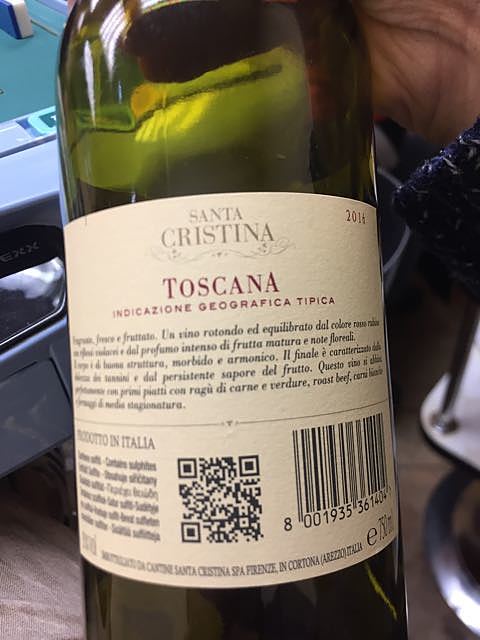 SANTA
CRISTINA
2016
TOSCANA
INDICAZIONE GEOGRAFICA TIPICA
fresco e fruttato. Un vino rotondo ed equilibrato dal colore rosso rubino
riflessi violacei e dal profumo intenso di frutta matura e note floreali.
Il corpo è di buona struttura, morbido e armonico. Il finale è caratterizzato dalla
dei tannini e dal persistente sapore del frutto. Questo vino si abbina
perfettamente con primi piatti con ragù di carne e verdure, roast beef, carni bianche
e formaggi di media stagionatura.
PRODOTTO IN ITALIA
Contains sulphites
8 001935 361404
e 750 ml
IMBOTTIGLIATO DA CANTINE SANTA CRISTINA SPA FIRENZE, IN CORTONA (AREZZO) ITALIA